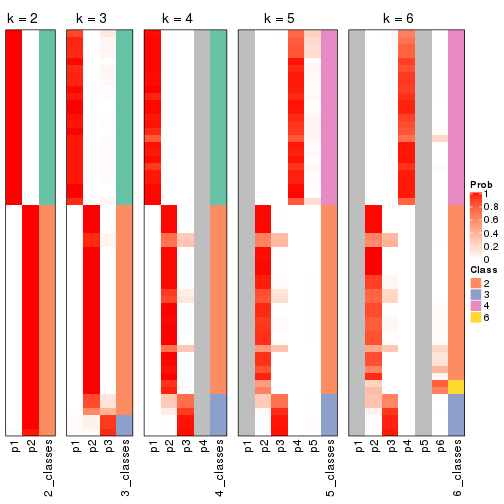 k = 2
k = 3
k = 4
k = 5
k = 6
p1
p2
2_classes
p1
p2
p3
3_classes
p1
p2
p3
p4
4_classes
p1
p2
p3
p4
p5
5_classes
p1
p2
p3
p4
p5
p6
6_classes
Prob
1
0.8
0.6
0.4
0.2
0
Class
2
3
4
6